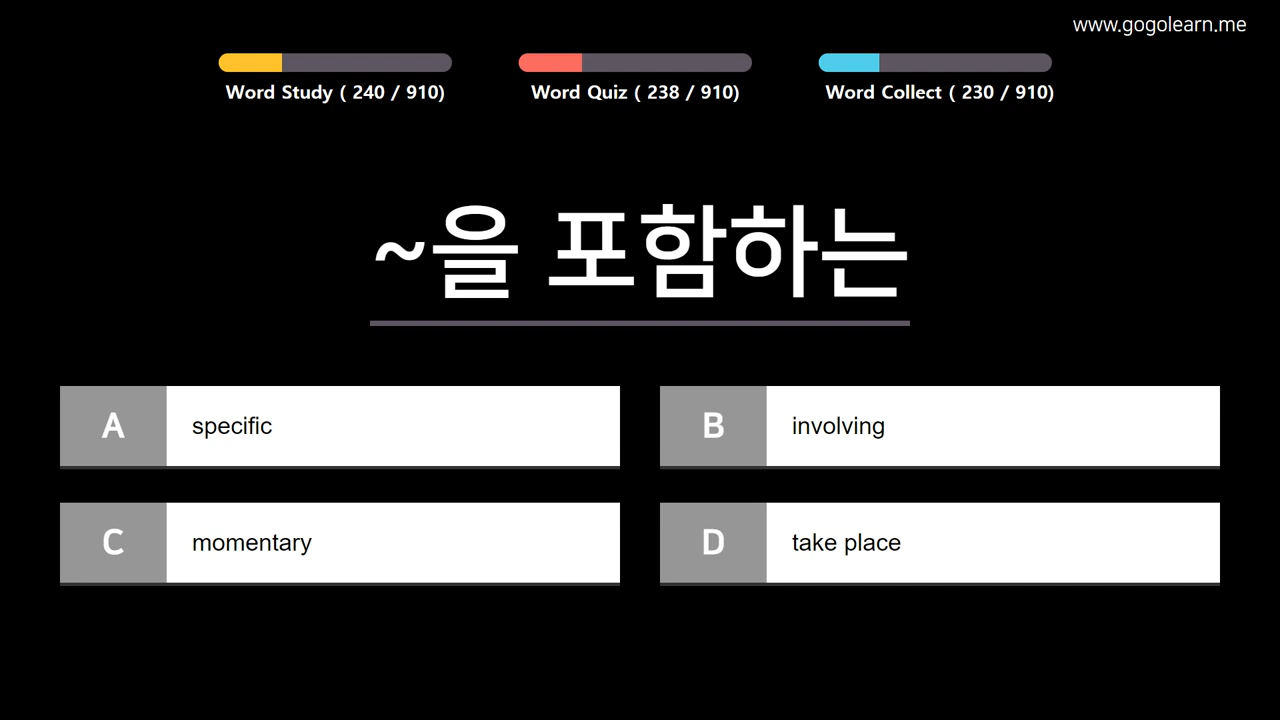 www.gogolearn.me
Word Study ( 240 / 910)
Word Quiz ( 238 / 910)
Word Collect ( 230 / 910)
~을 포함하는
A specific
B involving
C momentary
D take place